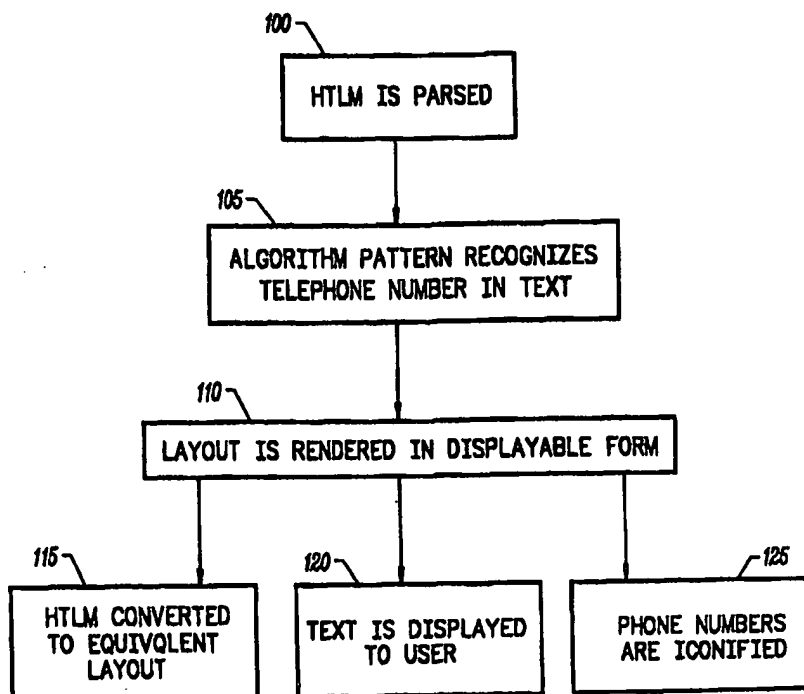 100
HTLM IS PARSED
105
ALGORITHM PATTERN RECOGNIZES
TELEPHONE NUMBER IN TEXT
110
LAYOUT IS RENDERED IN DISPLAYABLE FORM
115
HTLM CONVERTED
TO EQUIVQLENT
LAYOUT
120
TEXT IS DISPLAYED
TO USER
125
PHONE NUMBERS
ARE ICONIFIED